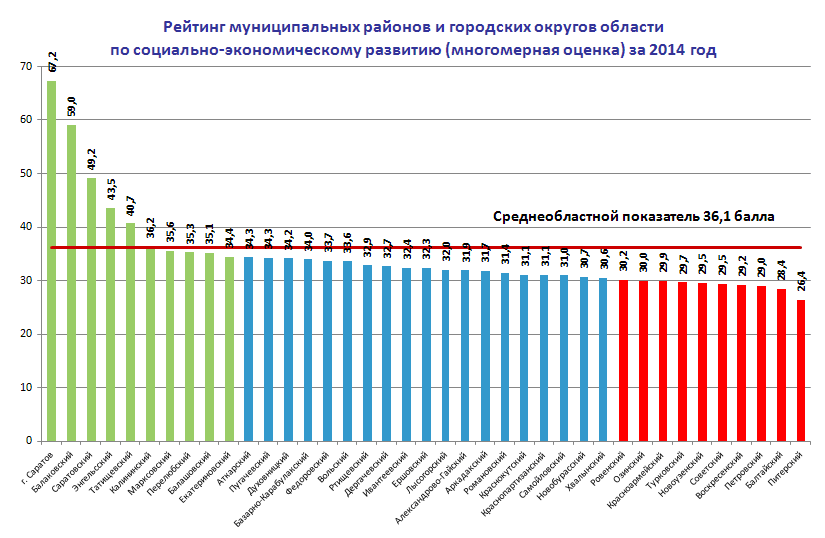 Рейтинг муниципальных районов и городских округов области
по социально-экономическому развитию (многомерная оценка) за 2014 год
70
60
50
40
30
20
10
0
Среднеобластной показатель 36,1 балла
67,2
59,0
49,2
43,5
40,7
36,2
35,6
35,3
35,1
34,4
34,3
34,3
34,2
34,0
33,7
33,6
32,9
32,7
32,4
32,3
32,0
31,9
31,7
31,4
31,1
31,1
31,0
30,7
30,6
30,2
30,0
29,9
29,7
29,5
29,5
29,2
29,0
28,4
26,4
г. Саратов
Балаковский
Саратовский
Энгельсский
Татищевский
Калининский
Марксовский
Перелюбский
Балашовский
Екатериновский
Аткарский
Пугачевский
Духовницкий
Базарно-Карабулакский
Федоровский
Вольский
Ртищевский
Дергачевский
Ивантеевский
Ершовский
Лысогорский
Александрово-Гайский
Аркадакский
Романовский
Краснокутский
Краснопартизанский
Самойловский
Новобурасский
Хвалынский
Ровенский
Озинский
Красноармейский
Турковский
Новоузенский
Советский
Воскресенский
Петровский
Балтайский
Питерский